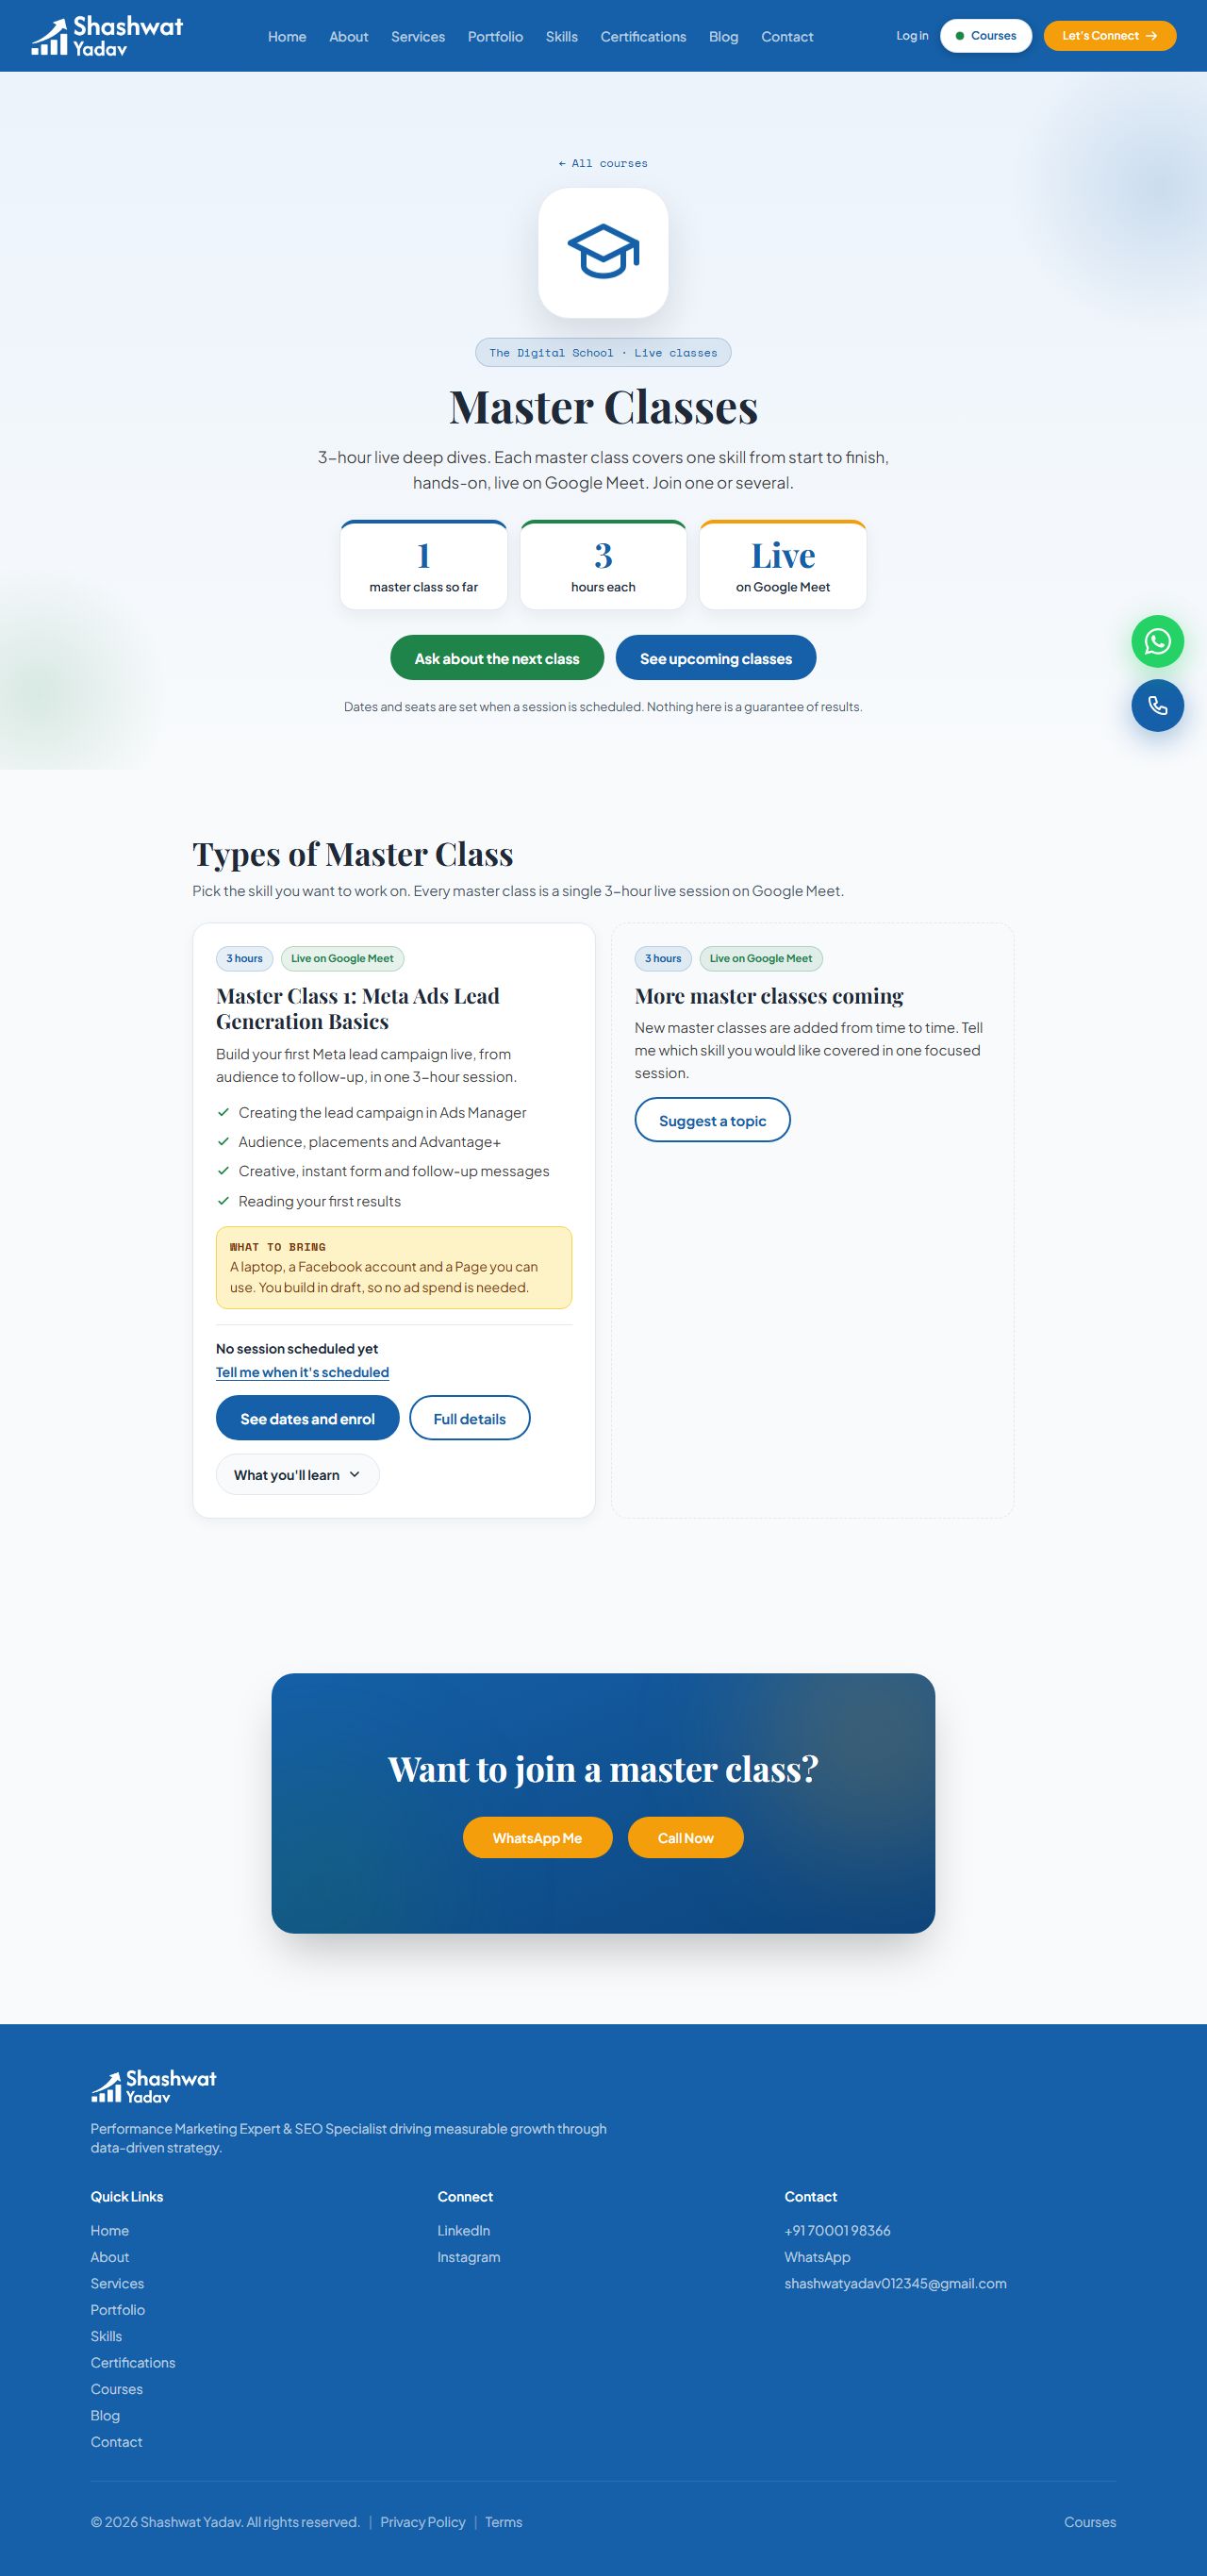 Shashwat
Yadav
Home About Services Portfolio Skills Certifications Blog Contact
Log in
Courses
Let's Connect →
← All courses
The Digital School · Live classes
Master Classes
3-hour live deep dives. Each master class covers one skill from start to finish,
hands-on, live on Google Meet. Join one or several.
1
master class so far
3
hours each
Live
on Google Meet
Ask about the next class
See upcoming classes
Dates and seats are set when a session is scheduled. Nothing here is a guarantee of results.
Types of Master Class
Pick the skill you want to work on. Every master class is a single 3-hour live session on Google Meet.
3 hours
Live on Google Meet
Master Class 1: Meta Ads Lead
Generation Basics
Build your first Meta lead campaign live, from
audience to follow-up, in one 3-hour session.
Creating the lead campaign in Ads Manager
Audience, placements and Advantage+
Creative, instant form and follow-up messages
Reading your first results
WHAT TO BRING
A laptop, a Facebook account and a Page you can
use. You build in draft, so no ad spend is needed.
No session scheduled yet
Tell me when it's scheduled
See dates and enrol
Full details
What you'll learn
3 hours
Live on Google Meet
More master classes coming
New master classes are added from time to time. Tell
me which skill you would like covered in one focused
session.
Suggest a topic
Want to join a master class?
WhatsApp Me
Call Now
Shashwat
Yadav
Performance Marketing Expert & SEO Specialist driving measurable growth through
data-driven strategy.
Quick Links
Home
About
Services
Portfolio
Skills
Certifications
Courses
Blog
Contact
Connect
LinkedIn
Instagram
Contact
+91 70001 98366
WhatsApp
shashwatyadav012345@gmail.com
© 2026 Shashwat Yadav. All rights reserved. | Privacy Policy | Terms
Courses